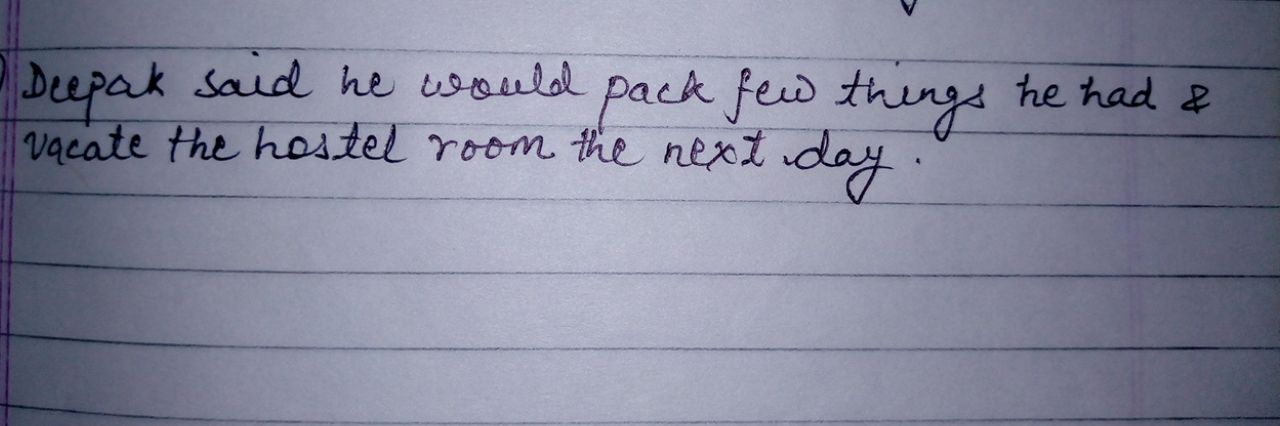 Deepak said he would pack few things he had &
vacate the hostel room the next day.